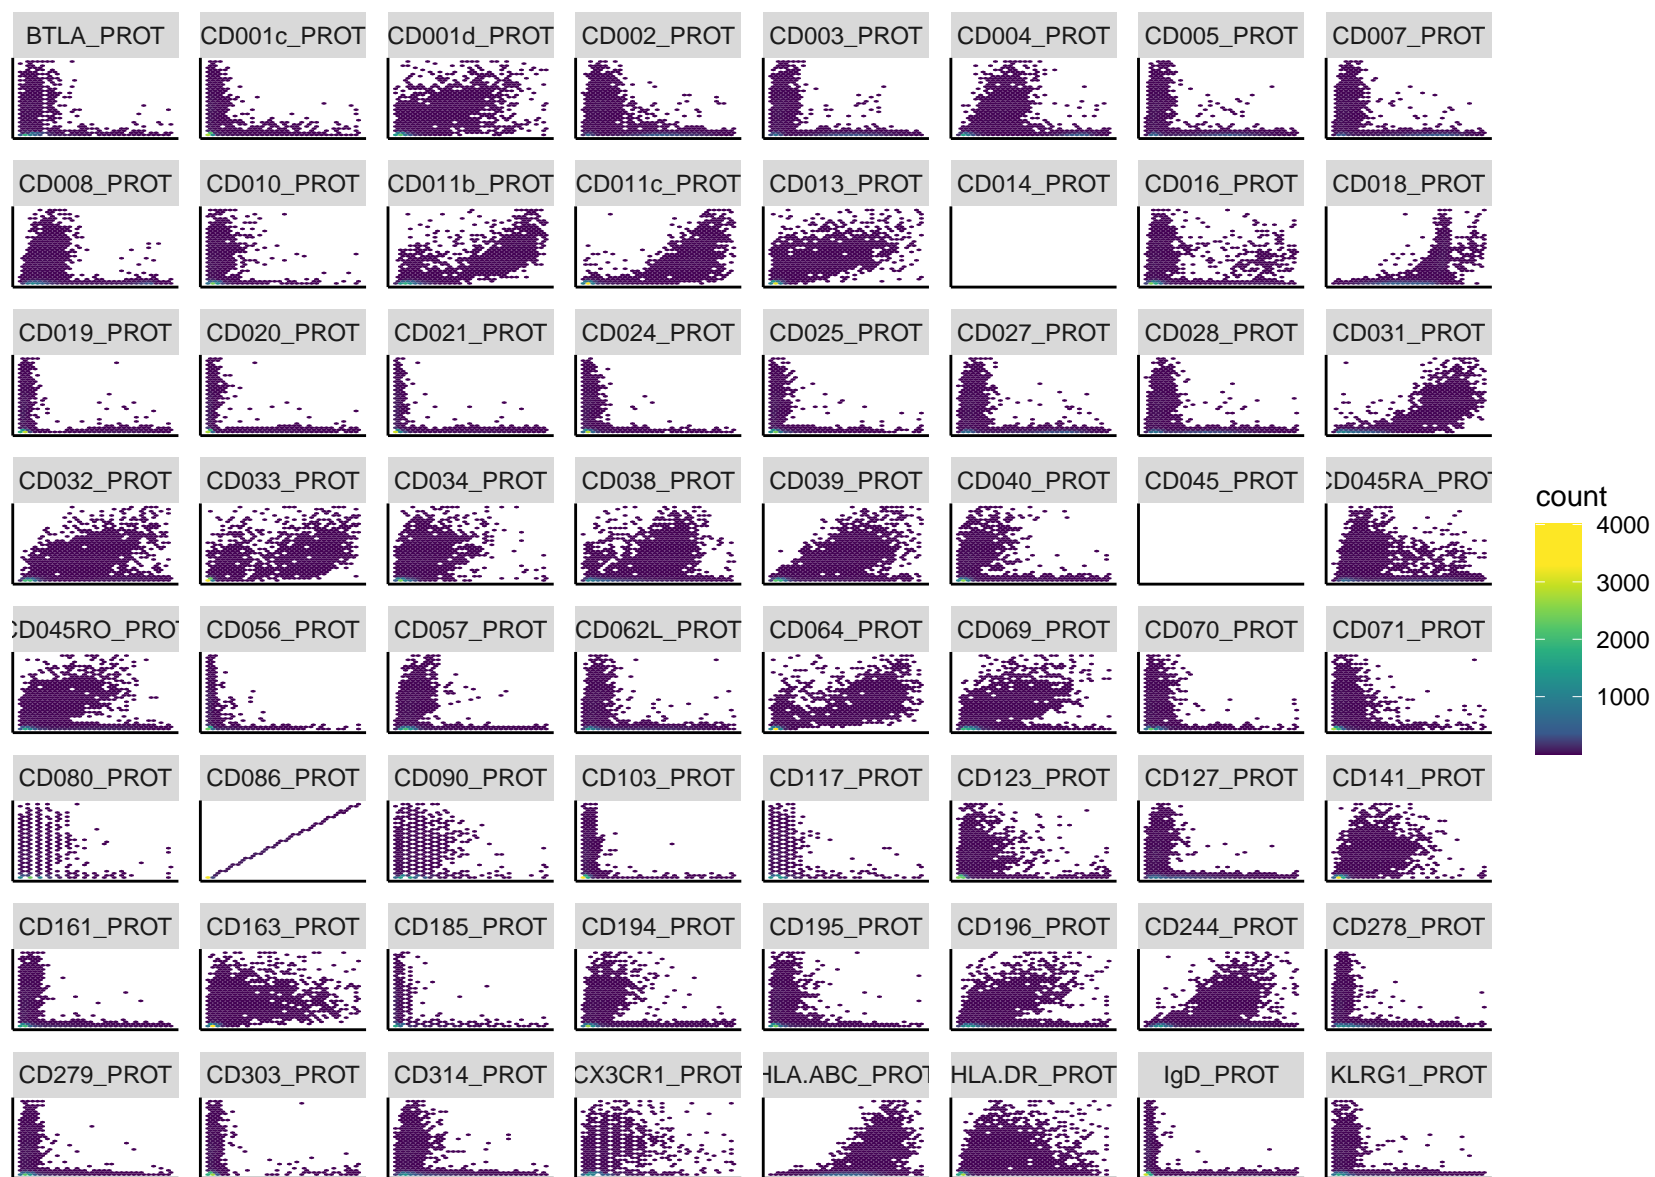 BTLA_PROT CD001c_PROT CD001d_PROT CD002_PROT CD003_PROT CD004_PROT CD005_PROT CD007_PROT
CD008_PROT CD010_PROT CD011b_PROT CD011c_PROT CD013_PROT CD014_PROT CD016_PROT CD018_PROT
CD019_PROT CD020_PROT CD021_PROT CD024_PROT CD025_PROT CD027_PROT CD028_PROT CD031_PROT
CD032_PROT CD033_PROT CD034_PROT CD038_PROT CD039_PROT CD040_PROT CD045_PROT CD045RA_PROT
CD045RO_PROT CD056_PROT CD057_PROT CD062L_PROT CD064_PROT CD069_PROT CD070_PROT CD071_PROT
CD080_PROT CD086_PROT CD090_PROT CD103_PROT CD117_PROT CD123_PROT CD127_PROT CD141_PROT
CD161_PROT CD163_PROT CD185_PROT CD194_PROT CD195_PROT CD196_PROT CD244_PROT CD278_PROT
CD279_PROT CD303_PROT CD314_PROT CX3CR1_PROT HLA.ABC_PROT HLA.DR_PROT IgD_PROT KLRG1_PROT
count
4000
3000
2000
1000